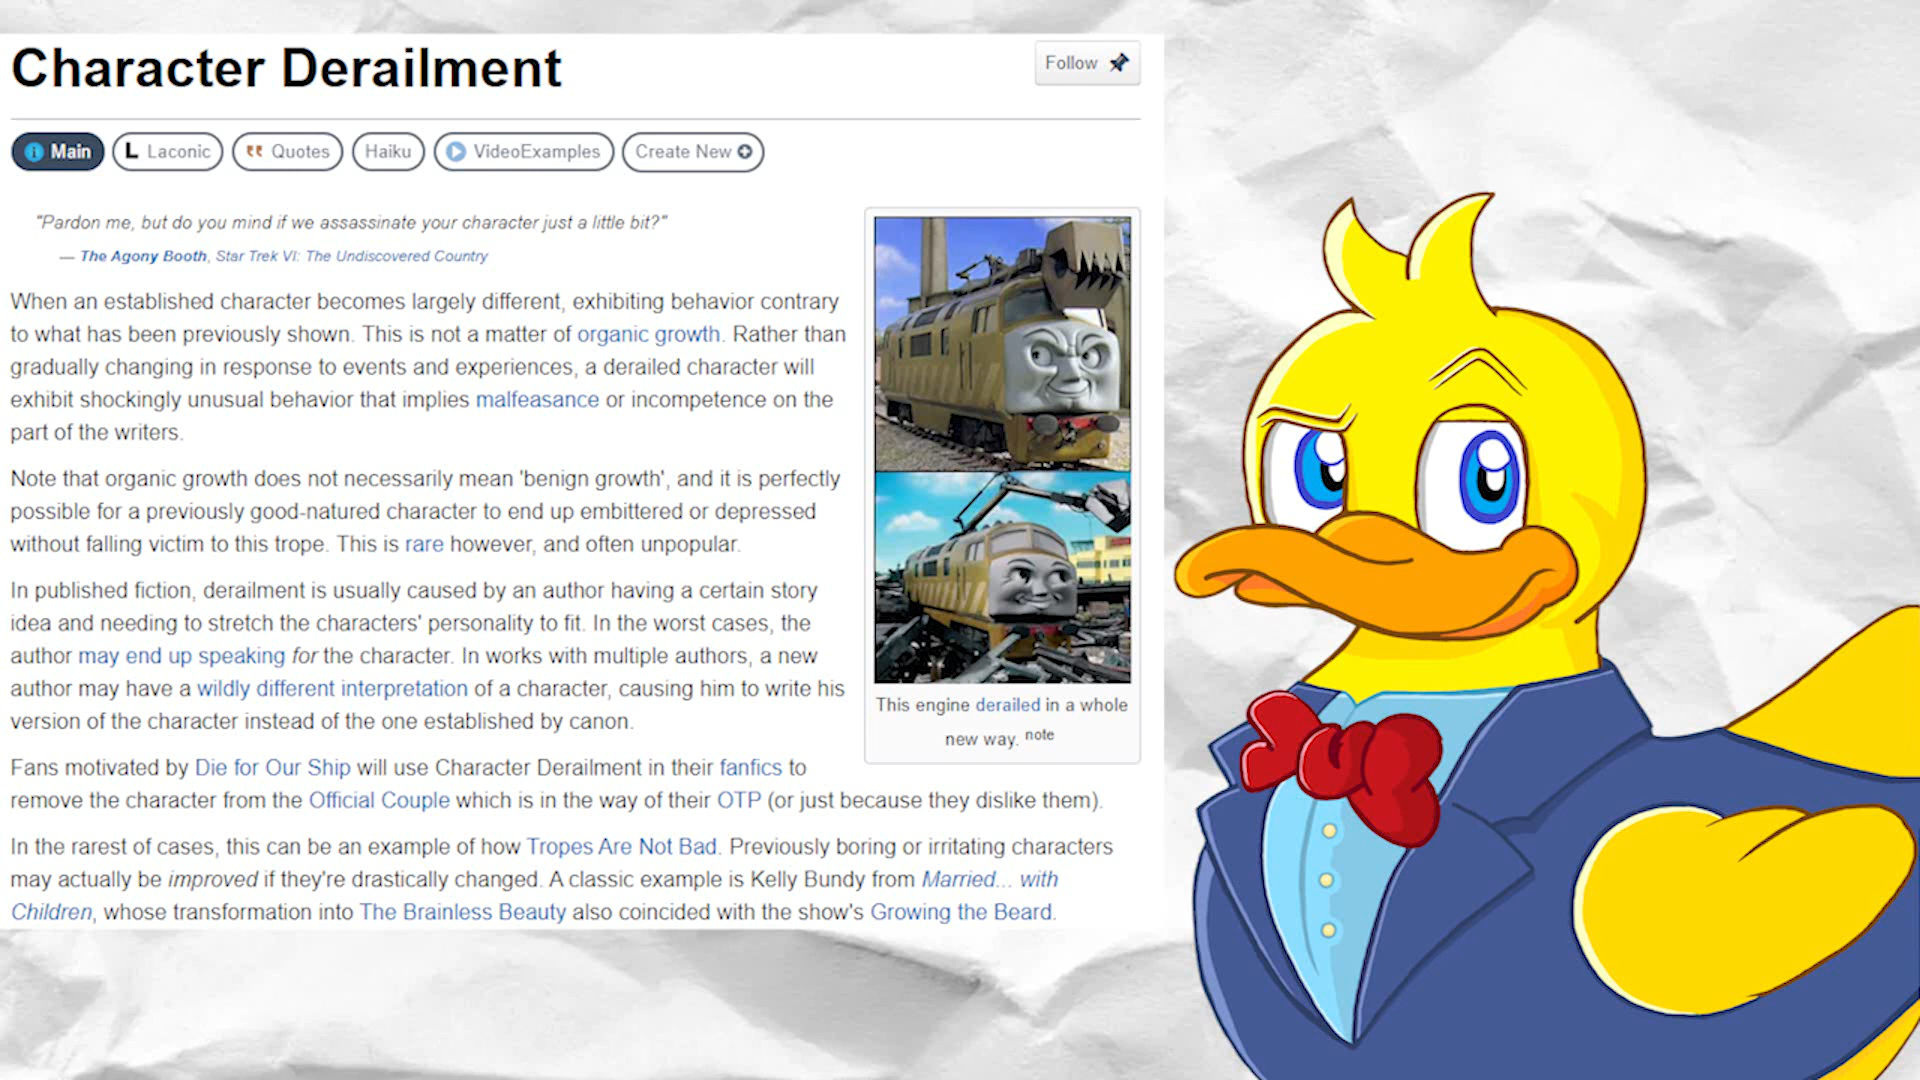 Character Derailment
Follow
Main
Laconic
Quotes
Haiku
VideoExamples
Create New
"Pardon me, but do you mind if we assassinate your character just a little bit?"
— The Agony Booth, Star Trek VI: The Undiscovered Country
When an established character becomes largely different, exhibiting behavior contrary
to what has been previously shown. This is not a matter of organic growth. Rather than
gradually changing in response to events and experiences, a derailed character will
exhibit shockingly unusual behavior that implies malfeasance or incompetence on the
part of the writers.
Note that organic growth does not necessarily mean 'benign growth', and it is perfectly
possible for a previously good-natured character to end up embittered or depressed
without falling victim to this trope. This is rare however, and often unpopular.
In published fiction, derailment is usually caused by an author having a certain story
idea and needing to stretch the characters' personality to fit. In the worst cases, the
author may end up speaking for the character. In works with multiple authors, a new
author may have a wildly different interpretation of a character, causing him to write his
version of the character instead of the one established by canon.
This engine derailed in a whole
new way. note
Fans motivated by Die for Our Ship will use Character Derailment in their fanfics to
remove the character from the Official Couple which is in the way of their OTP (or just because they dislike them).
In the rarest of cases, this can be an example of how Tropes Are Not Bad. Previously boring or irritating characters
may actually be improved if they're drastically changed. A classic example is Kelly Bundy from Married... with
Children, whose transformation into The Brainless Beauty also coincided with the show's Growing the Beard.